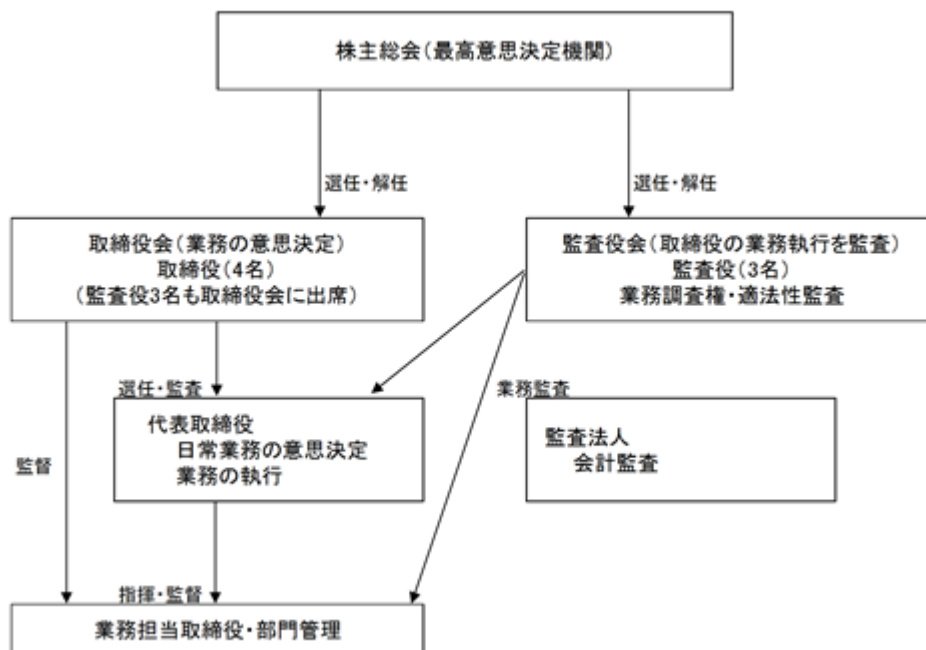 株主総会(最高意思決定機関)
選任・解任
選任・解任
取締役会(業務の意思決定)
取締役(4名)
(監査役3名も取締役会に出席)
監査役会(取締役の業務執行を監査)
監査役(3名)
業務調査権・適法性監査
選任・監査
業務監査
代表取締役
日常業務の意思決定
業務の執行
監査法人
会計監査
監督
指揮・監督
業務担当取締役・部門管理